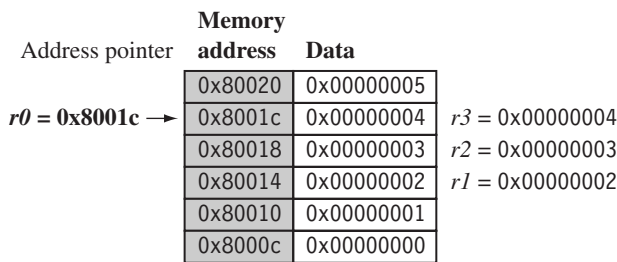 Memory
Address pointer address Data
0x80020 0x00000005
r0 = 0x8001c 0x8001c 0x00000004 r3 = 0x00000004
0x80018 0x00000003 r2 = 0x00000003
0x80014 0x00000002 r1 = 0x00000002
0x80010 0x00000001
0x8000c 0x00000000